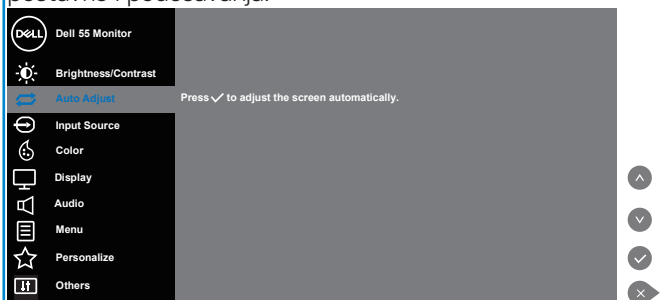 DELL
Dell 55 Monitor
Brightness/Contrast
Auto Adjust
Press ✓ to adjust the screen automatically.
Input Source
Color
Display
Audio
Menu
Personalize
Others